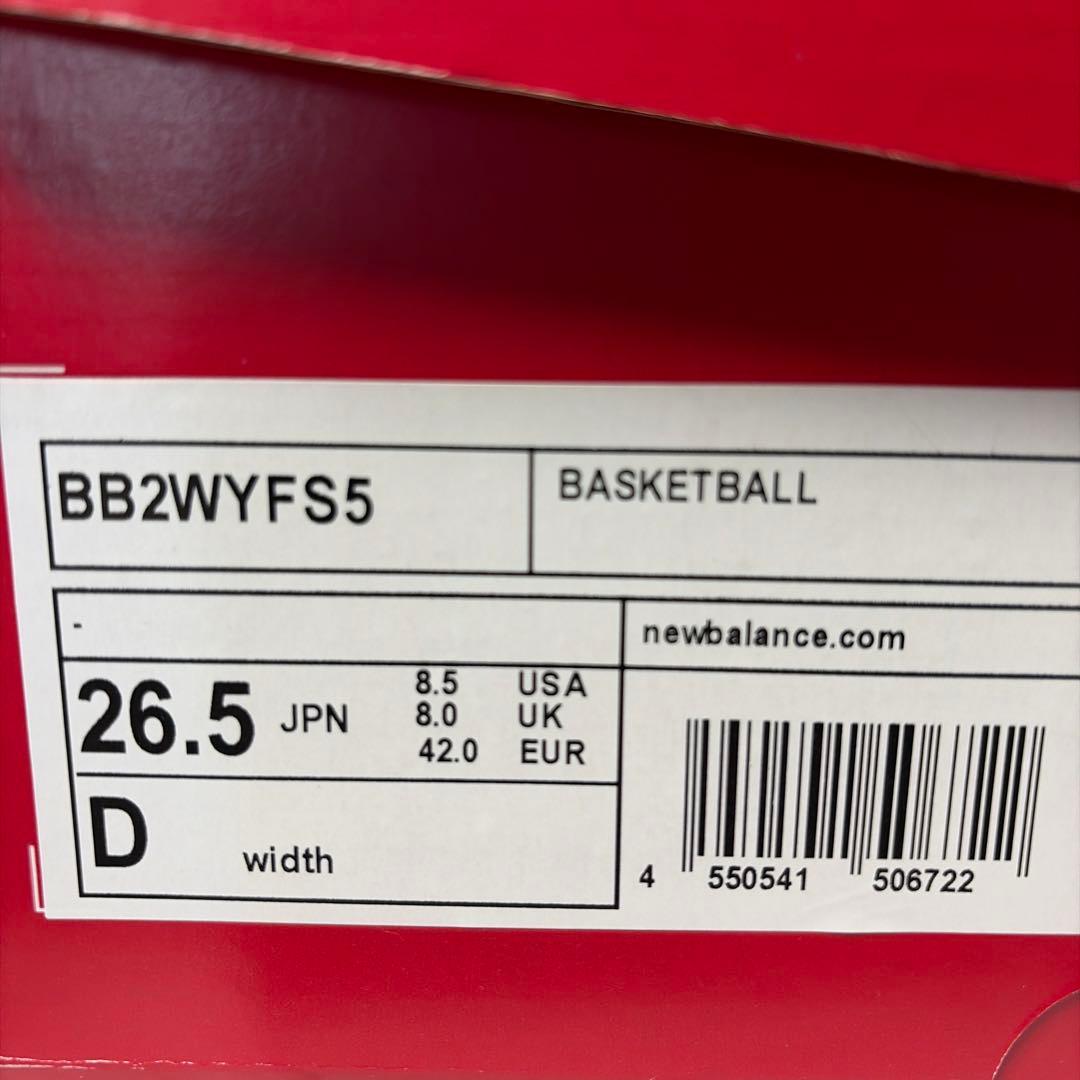 BB2WYFS5
BASKETBALL
-
newbalance.com
26.5 JPN
8.5 USA
8.0 UK
42.0 EUR
D width
4 550541 506722